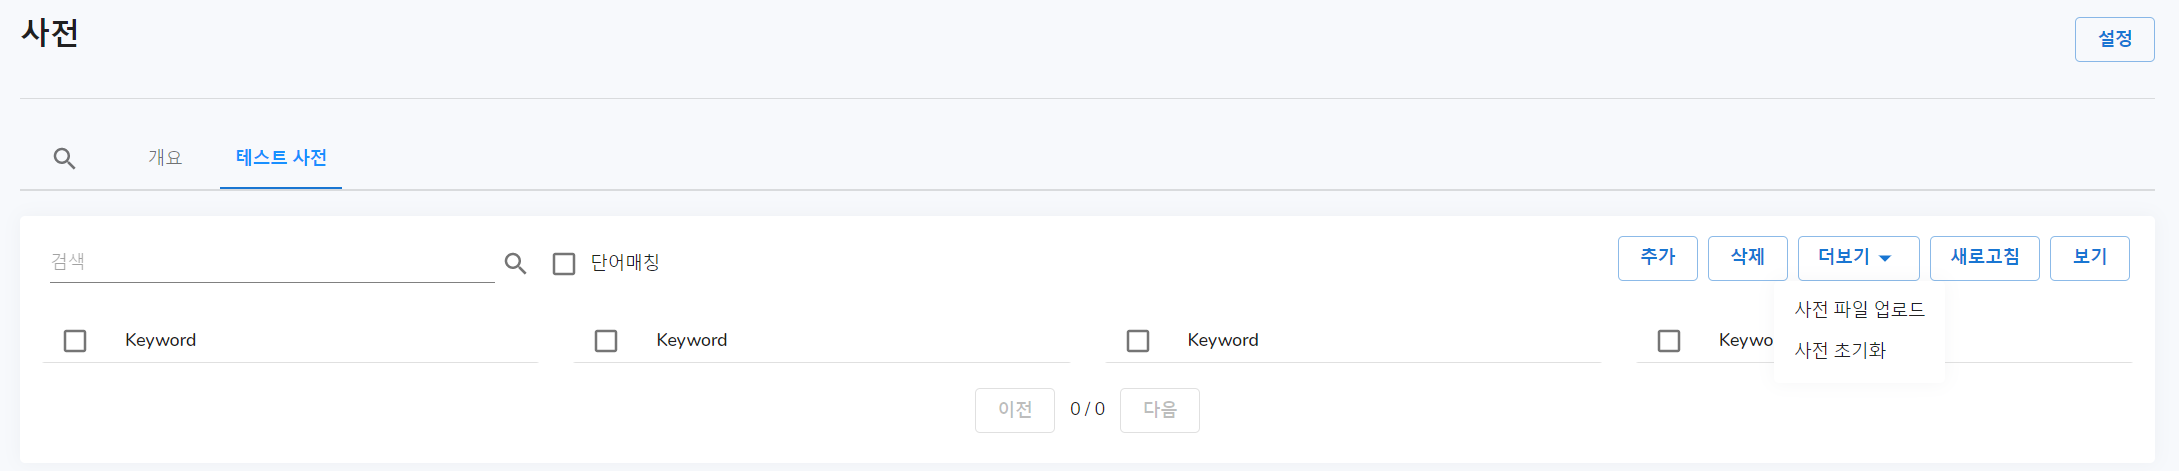 사전
설정
개요
테스트 사전
검색
단어매칭
추가
삭제
더보기
새로고침
보기
사전 파일 업로드
사전 초기화
Keyword
Keyword
Keyword
Keywo
이전
0 / 0
다음